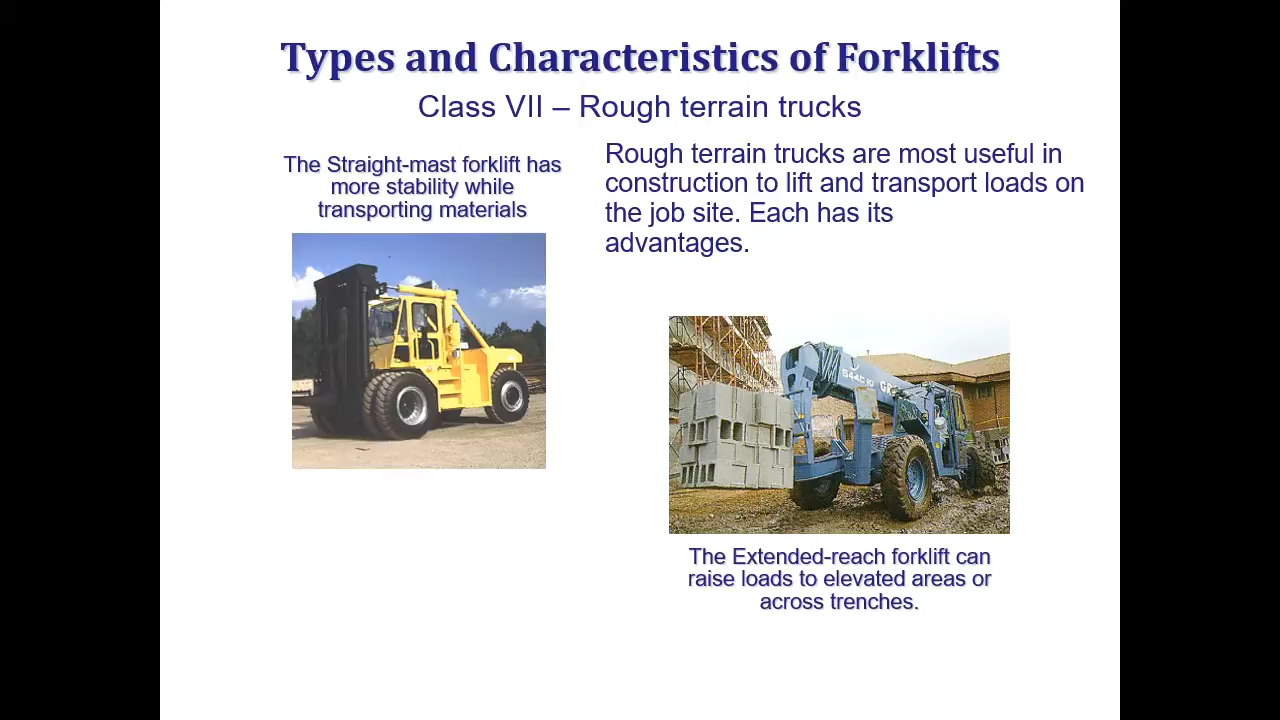 Types and Characteristics of Forklifts
Class VII – Rough terrain trucks
The Straight-mast forklift has
more stability while
transporting materials
Rough terrain trucks are most useful in
construction to lift and transport loads on
the job site. Each has its
advantages.
The Extended-reach forklift can
raise loads to elevated areas or
across trenches.